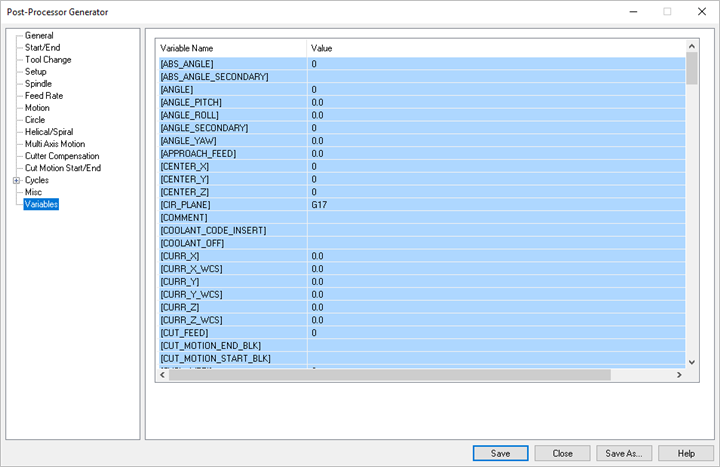 Post-Processor Generator
General
Start/End
Tool Change
Setup
Spindle
Feed Rate
Motion
Circle
Helical/Spiral
Multi Axis Motion
Cutter Compensation
Cut Motion Start/End
Cycles
Misc
Variables
Variable Name Value
[ABS_ANGLE] 0
[ABS_ANGLE_SECONDARY]
[ANGLE] 0
[ANGLE_PITCH] 0.0
[ANGLE_ROLL] 0.0
[ANGLE_SECONDARY] 0
[ANGLE_YAW] 0.0
[APPROACH_FEED] 0.0
[CENTER_X] 0
[CENTER_Y] 0
[CENTER_Z] 0
[CIR_PLANE] G17
[COMMENT]
[COOLANT_CODE_INSERT]
[COOLANT_OFF]
[CURR_X] 0.0
[CURR_X_WCS] 0.0
[CURR_Y] 0.0
[CURR_Y_WCS] 0.0
[CURR_Z] 0.0
[CURR_Z_WCS] 0.0
[CUT_FEED] 0
[CUT_MOTION_END_BLK]
[CUT_MOTION_START_BLK]
Save Close Save As... Help